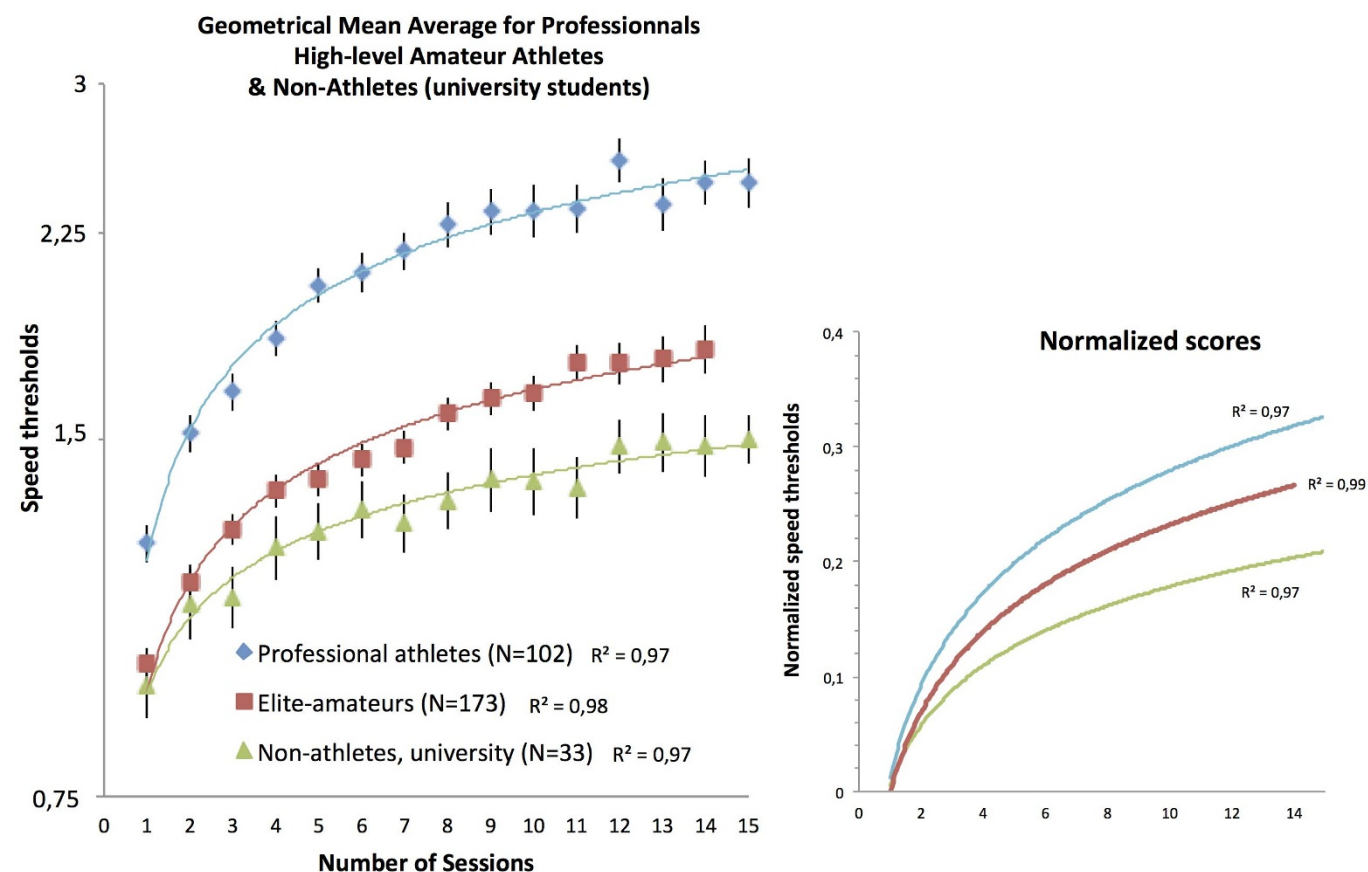 Geometrical Mean Average for Professionnals
High-level Amateur Athletes
& Non-Athletes (university students)
3
2,25
1,5
0,75
Speed thresholds
Professional athletes (N=102) R² = 0,97
Elite-amateurs (N=173) R² = 0,98
Non-athletes, university (N=33) R² = 0,97
0 1 2 3 4 5 6 7 8 9 10 11 12 13 14 15
Number of Sessions
Normalized scores
0,4
0,3
0,2
0,1
0
Normalized speed thresholds
R² = 0,97
R² = 0,99
R² = 0,97
0 2 4 6 8 10 12 14